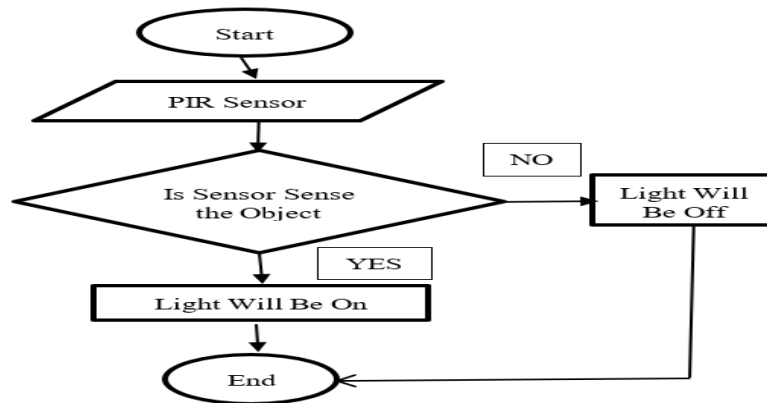 Start
PIR Sensor
Is Sensor Sense
the Object
NO
Light Will
Be Off
YES
Light Will Be On
End